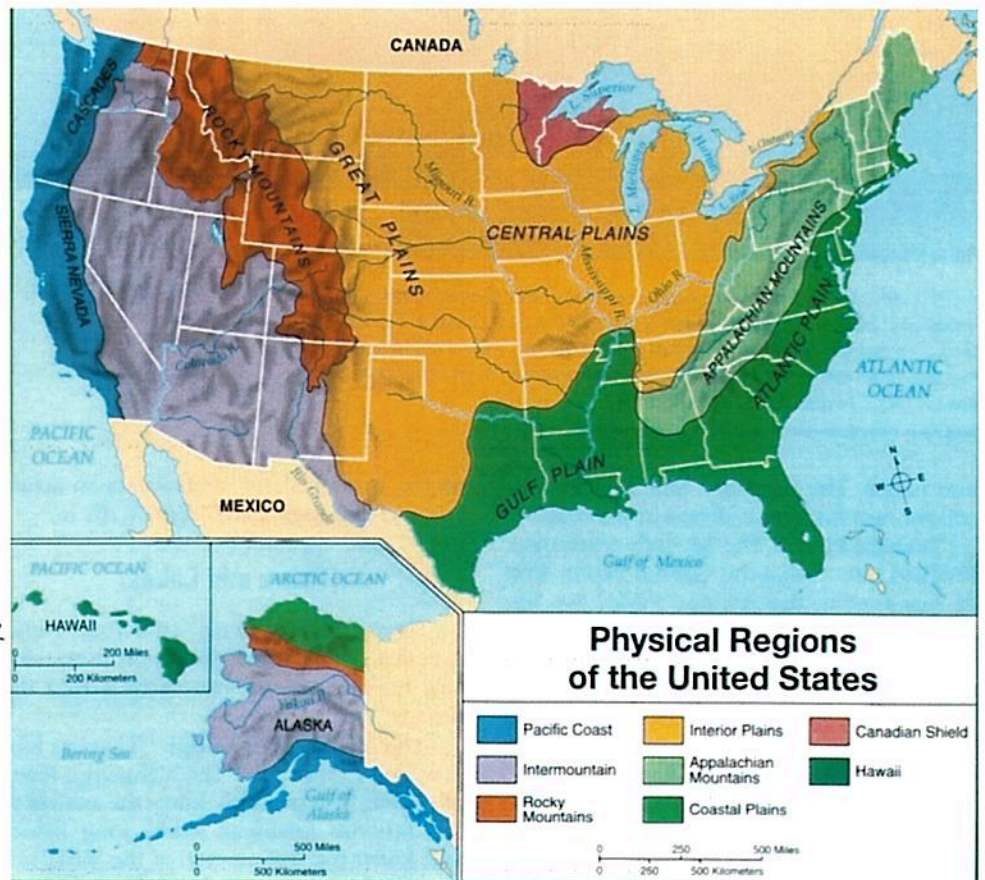 CANADA
CASCADES
ROCKY MOUNTAINS
GREAT PLAINS
L. Superior
L. Michigan
L. Huron
L. Ontario
Missouri R.
CENTRAL PLAINS
Mississippi R.
Ohio R.
SIERRA NEVADA
APPALACHIAN MOUNTAINS
ATLANTIC PLAIN
Colorado R.
ATLANTIC
OCEAN
PACIFIC
OCEAN
GULF PLAIN
MEXICO
Rio Grande
Gulf of Mexico
N
W E
S
PACIFIC OCEAN
HAWAII
0 200 Miles
0 200 Kilometers
ARCTIC OCEAN
Yukon R.
ALASKA
Bering Sea
Gulf of
Alaska
0 500 Miles
0 500 Kilometers
Physical Regions
of the United States
Pacific Coast
Intermountain
Rocky
Mountains
Interior Plains
Appalachian
Mountains
Coastal Plains
Canadian Shield
Hawaii
0 250 500 Miles
0 250 500 Kilometers